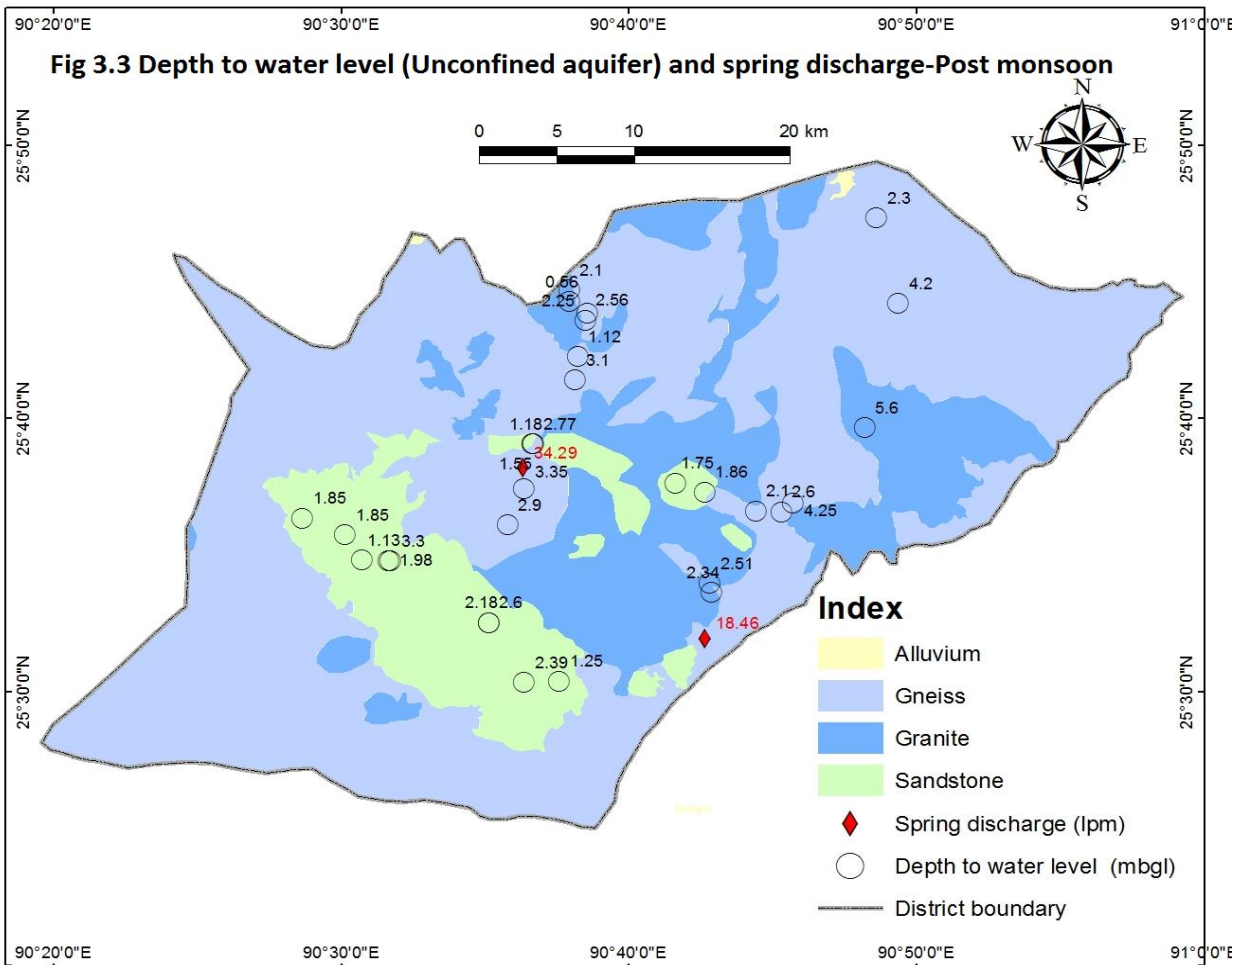 90°20'0"E 90°30'0"E 90°40'0"E 90°50'0"E 91°0'0"E
Fig 3.3 Depth to water level (Unconfined aquifer) and spring discharge-Post monsoon
N
W E
S
0 5 10 20 km
25°50'0"N 25°50'0"N
2.3
2.1
0.56
4.2
2.25 2.56
1.12
3.1
25°40'0"N 25°40'0"N
5.6
1.18 2.77
34.29
1.55
3.35
1.75
1.86
1.85
2.9
2.1 2.6
4.25
1.85
1.13 3.3
1.98
2.51
2.34
2.18 2.6
18.46
2.39 1.25
25°30'0"N 25°30'0"N
Index
Alluvium
Gneiss
Granite
Sandstone
Spring discharge (lpm)
Depth to water level (mbgl)
District boundary
90°20'0"E 90°30'0"E 90°40'0"E 90°50'0"E 91°0'0"E